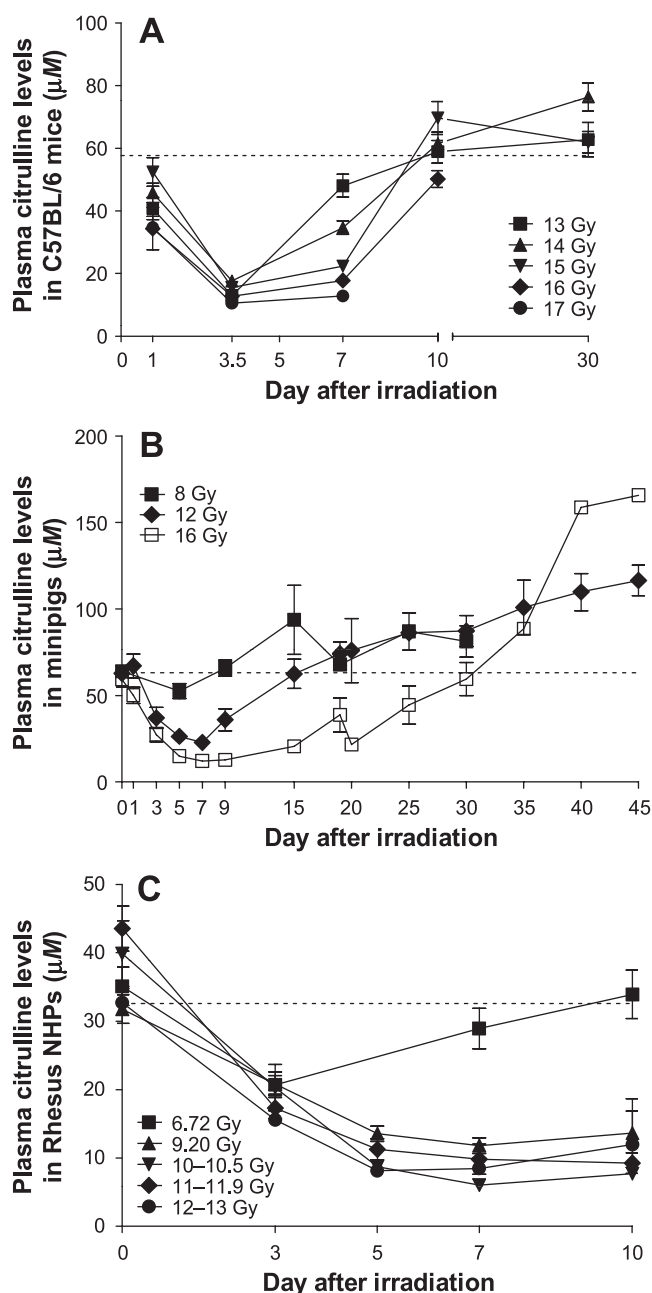 A
Plasma citrulline levels
in C57BL/6 mice (μM)
100
80
60
40
20
0
13 Gy
14 Gy
15 Gy
16 Gy
17 Gy
0 1 3.5 5 7 10 30
Day after irradiation
B
Plasma citrulline levels
in minipigs (μM)
200
150
100
50
0
8 Gy
12 Gy
16 Gy
0 1 3 5 7 9 15 20 25 30 35 40 45
Day after irradiation
C
Plasma citrulline levels
in Rhesus NHPs (μM)
50
40
30
20
10
0
6.72 Gy
9.20 Gy
10–10.5 Gy
11–11.9 Gy
12–13 Gy
0 3 5 7 10
Day after irradiation